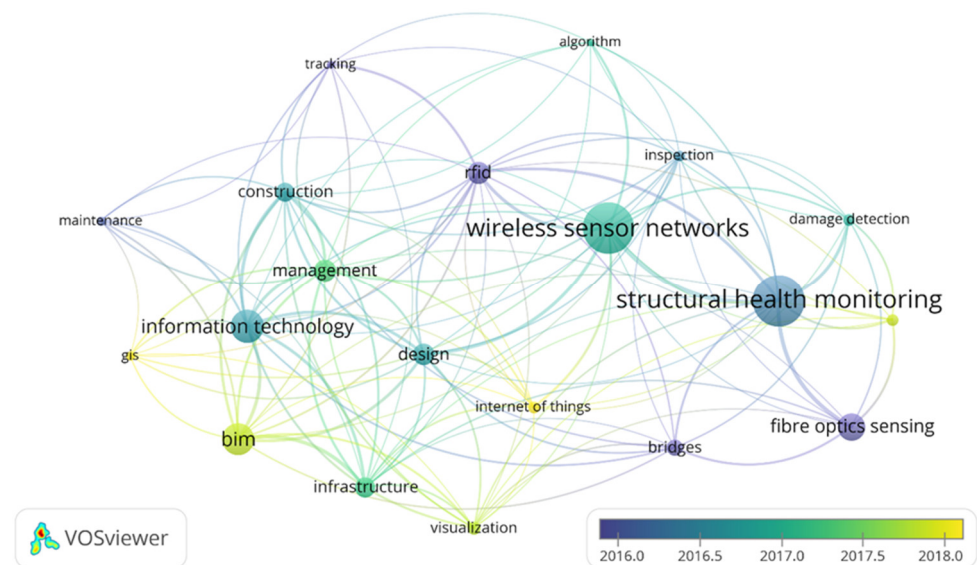 algorithm
tracking
inspection
rfid
construction
maintenance
damage detection
wireless sensor networks
management
structural health monitoring
information technology
design
gis
internet of things
fibre optics sensing
bim
bridges
infrastructure
visualization
VOSviewer
2016.0 2016.5 2017.0 2017.5 2018.0